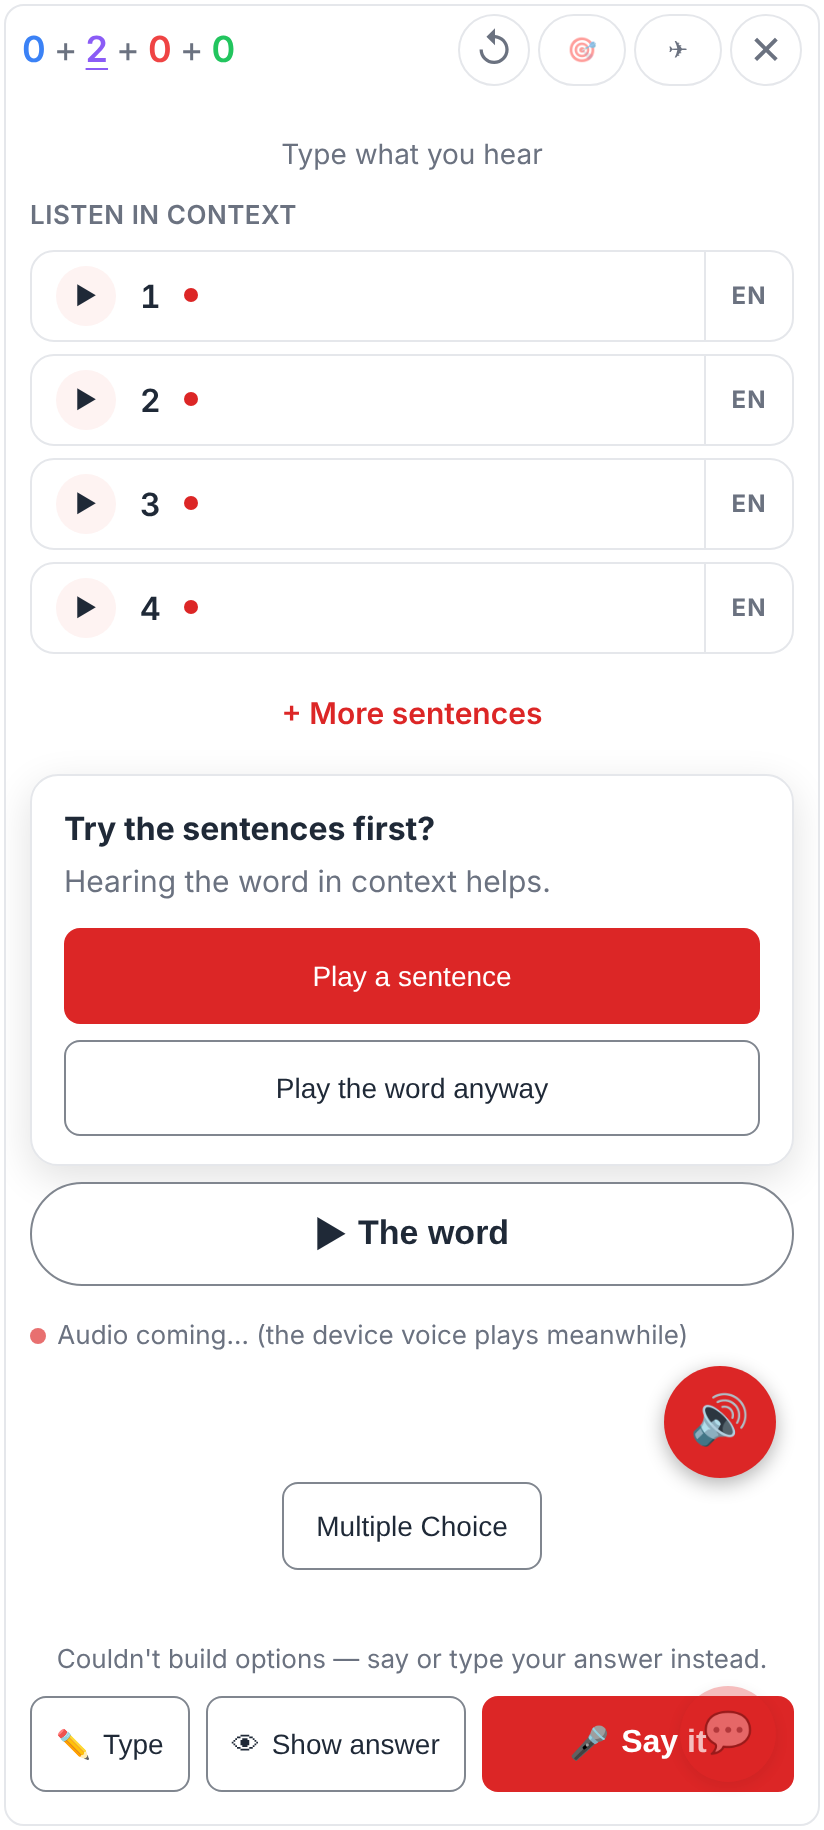 0 + 2 + 0 + 0
Type what you hear
LISTEN IN CONTEXT
1 EN
2 EN
3 EN
4 EN
+ More sentences
Try the sentences first?
Hearing the word in context helps.
Play a sentence
Play the word anyway
The word
Audio coming... (the device voice plays meanwhile)
Multiple Choice
Couldn't build options — say or type your answer instead.
Type Show answer Say it